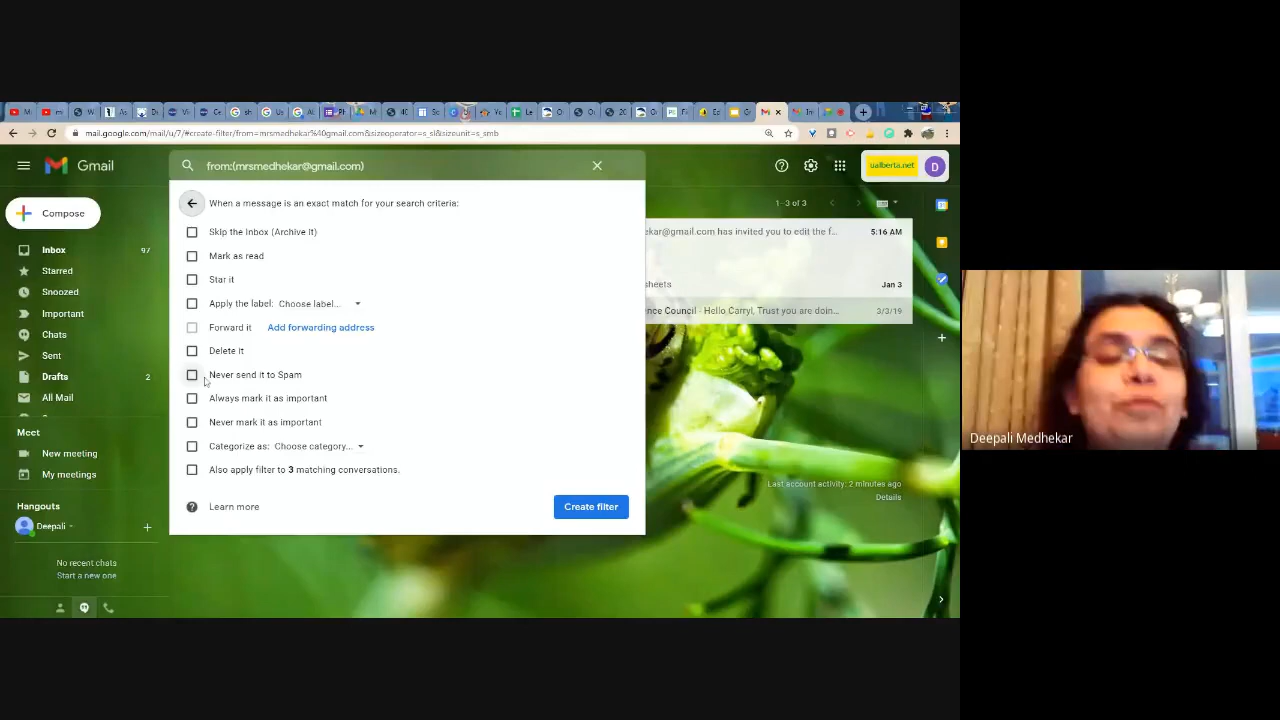 mail.google.com/mail/u/7/#create-filter/from=mrsmedhekar%40gmail.com&sizeoperator=s_sl&sizeunit=s_smb
Gmail
from:(mrsmedhekar@gmail.com)
ualberta.net
D
Compose
When a message is an exact match for your search criteria:
1–3 of 3
Skip the Inbox (Archive it)
ekar@gmail.com has invited you to edit the f...
5:16 AM
Inbox
97
Mark as read
Starred
Star it
sheets
Jan 3
Snoozed
Apply the label:
Choose label...
Important
ence Council - Hello Carryl, Trust you are doin...
3/3/19
Chats
Forward it
Add forwarding address
Sent
Delete it
Drafts
2
Never send it to Spam
All Mail
Always mark it as important
Meet
Never mark it as important
New meeting
Categorize as:
Choose category...
My meetings
Also apply filter to 3 matching conversations.
Last account activity: 2 minutes ago
Details
Hangouts
Learn more
Create filter
Deepali
No recent chats
Start a new one
Deepali Medhekar